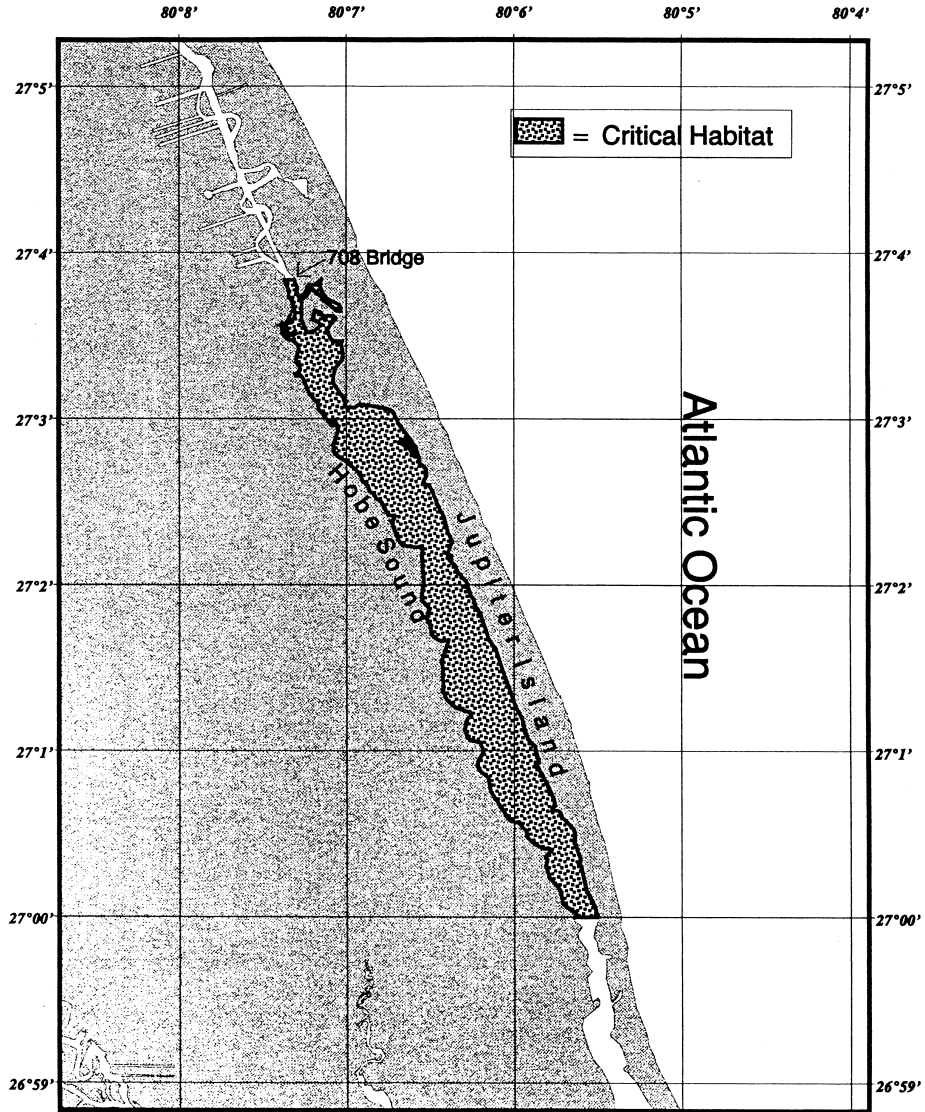 80°8' 80°7' 80°6' 80°5' 80°4'
27°5' 27°5'
= Critical Habitat
27°4' 27°4'
708 Bridge
27°3' 27°3'
Atlantic Ocean
Hobe Sound
Jupiter Island
27°2' 27°2'
27°1' 27°1'
27°00' 27°00'
26°59' 26°59'